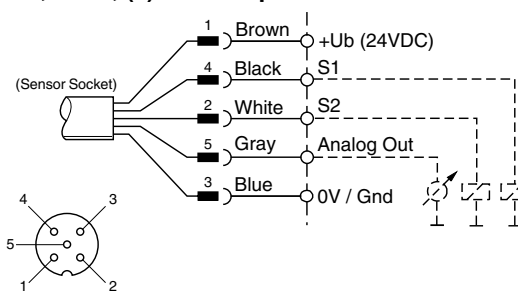 1 Brown +Ub (24VDC)
(Sensor Socket)
4 Black S1
2 White S2
5 Gray Analog Out
3 Blue 0V / Gnd
4 3
5
1 2